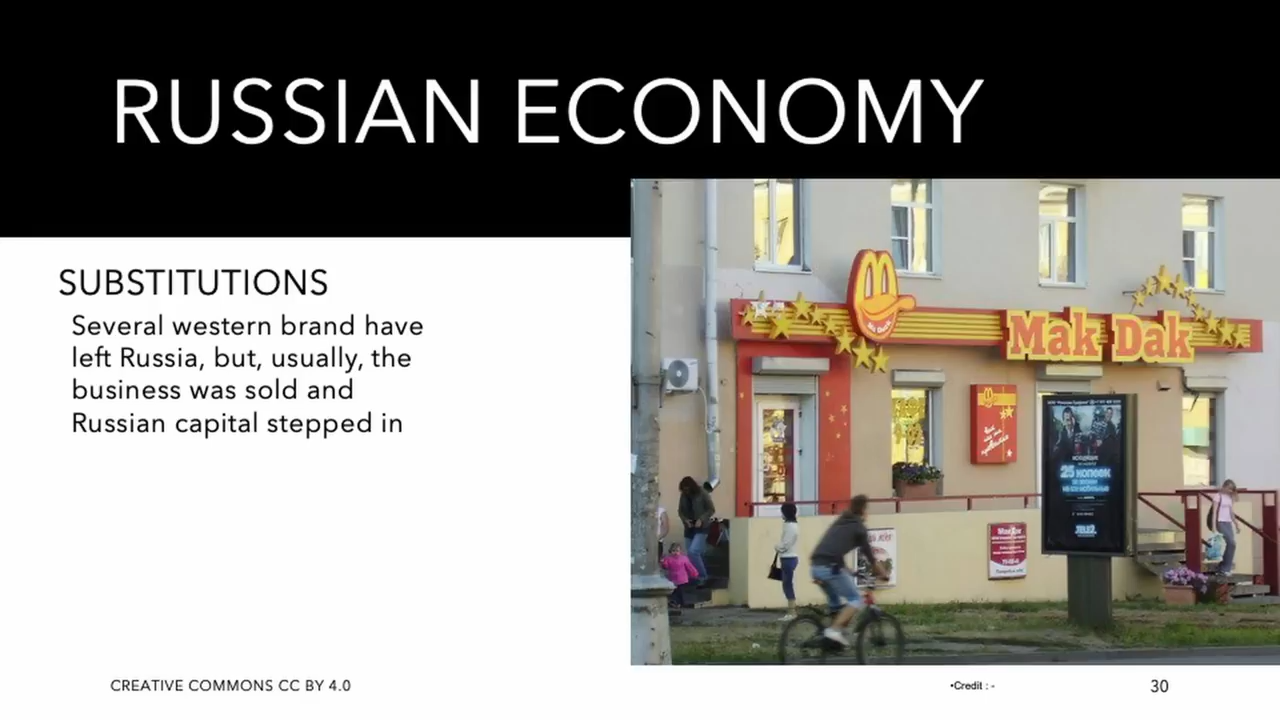 RUSSIAN ECONOMY
SUBSTITUTIONS
Several western brand have
left Russia, but, usually, the
business was sold and
Russian capital stepped in
Mak Dak
25 КОПЕЕК
TELE2
CREATIVE COMMONS CC BY 4.0
•Credit : -
30